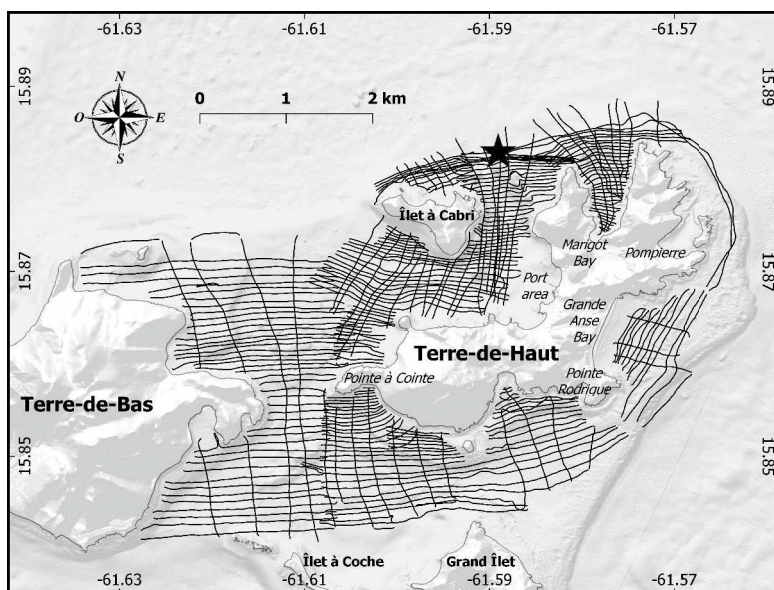 -61.63 -61.61 -61.59 -61.57
15.89
15.89
N
O E
S
0 1 2 km
Îlet à Cabri
Marigot
Bay
Pompierre
15.87
15.87
Port
area
Grande
Anse
Bay
Terre-de-Haut
Pointe à Cointe
Pointe
Rodrigue
Terre-de-Bas
15.85
15.85
Îlet à Coche
Grand Îlet
-61.63 -61.61 -61.59 -61.57